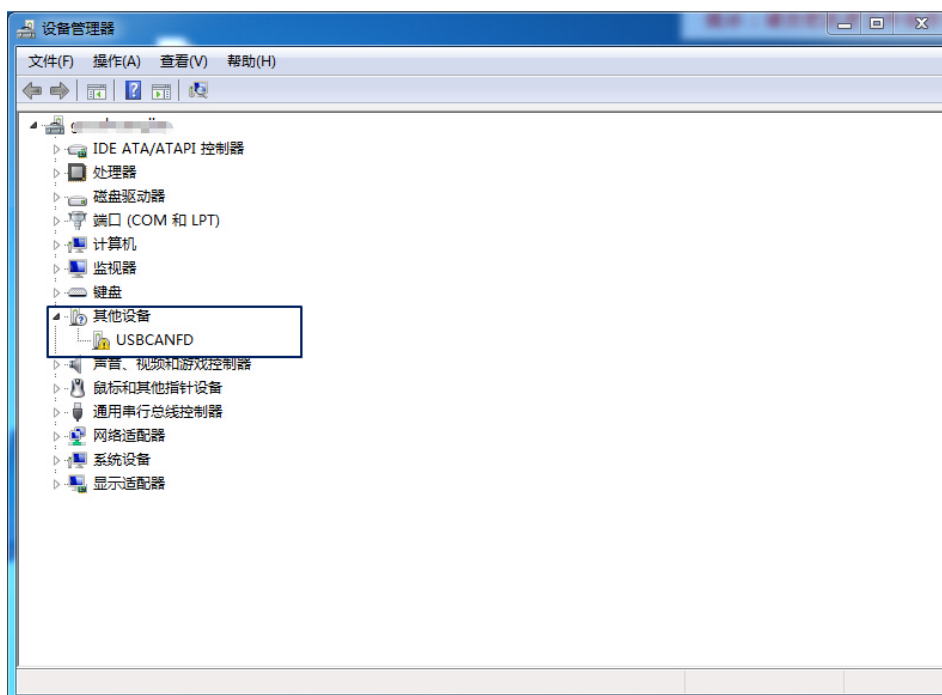 设备管理器
文件(F) 操作(A) 查看(V) 帮助(H)
IDE ATA/ATAPI 控制器
处理器
磁盘驱动器
端口 (COM 和 LPT)
计算机
监视器
键盘
其他设备
USBCANFD
声音、视频和游戏控制器
鼠标和其他指针设备
通用串行总线控制器
网络适配器
系统设备
显示适配器